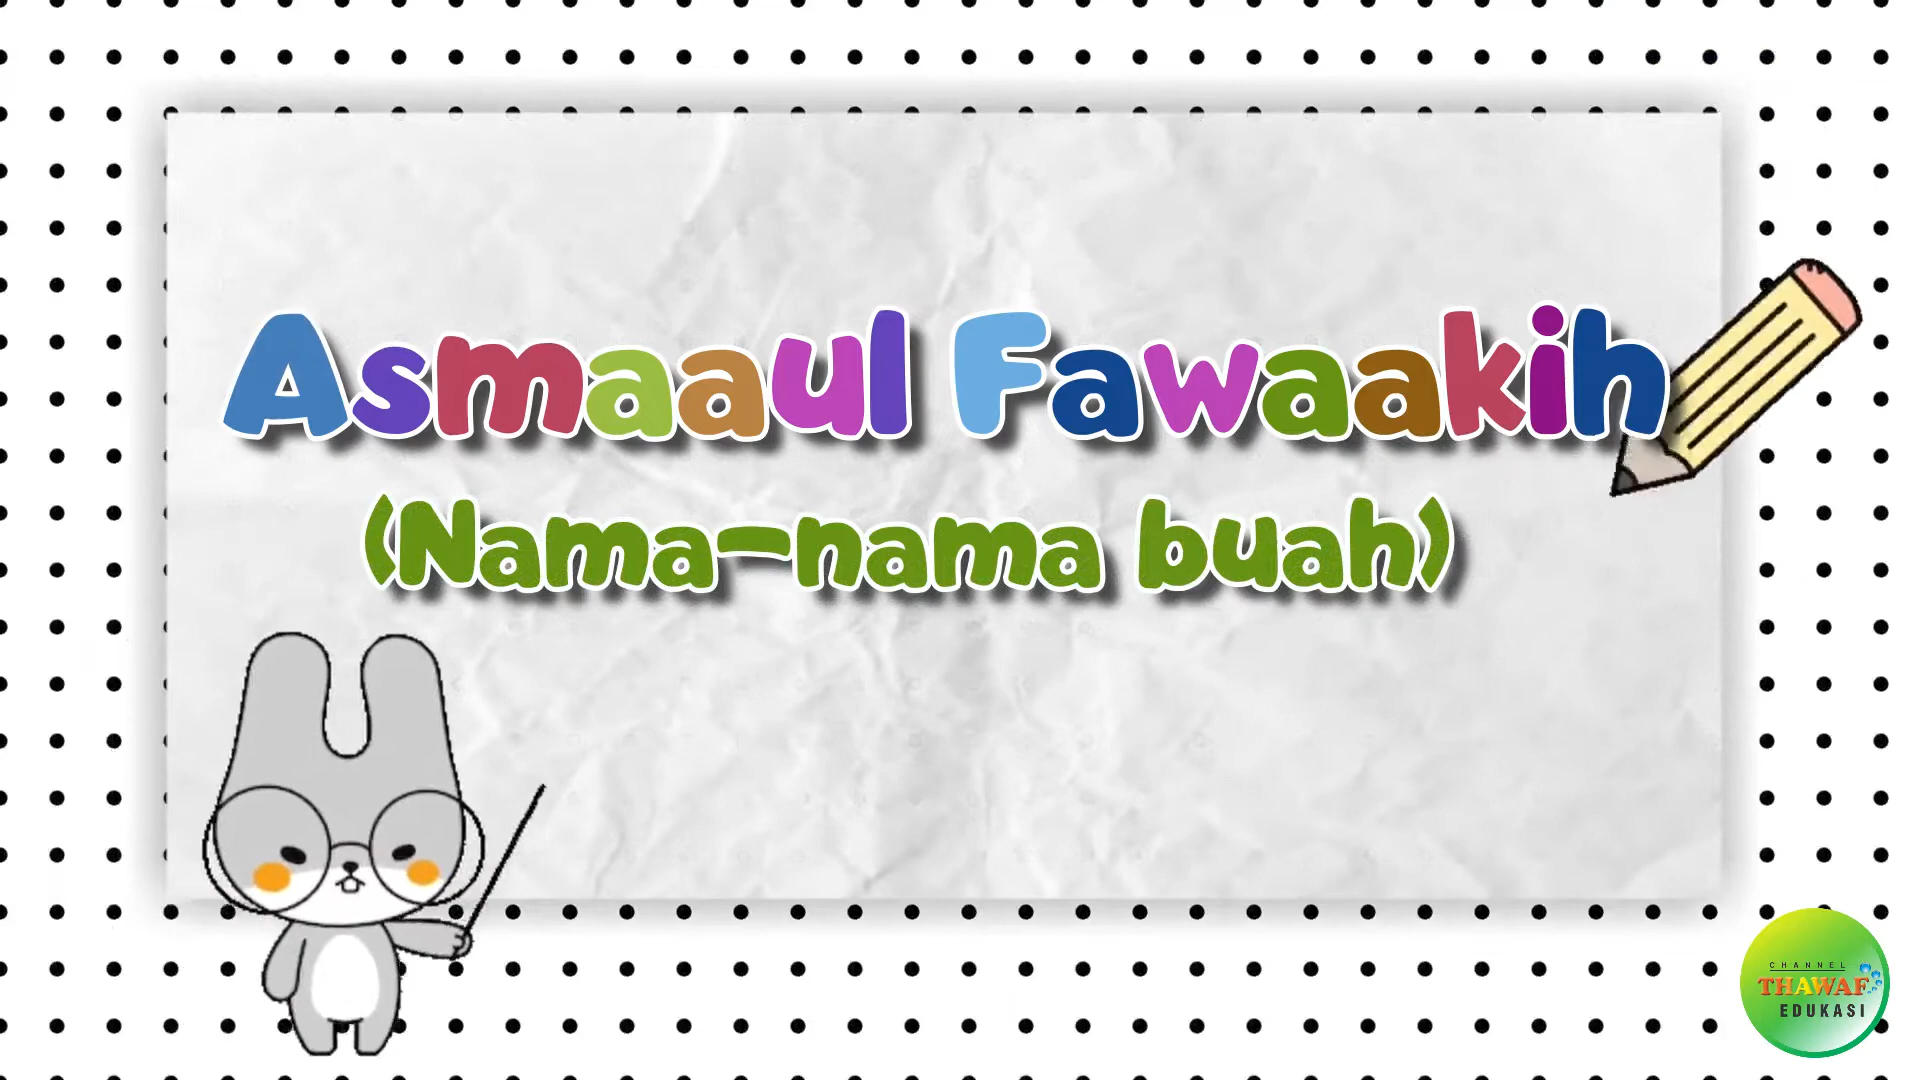 Asmaaul Fawaakih
(Nama-nama buah)
CHANNEL
THAWAF
EDUKASI